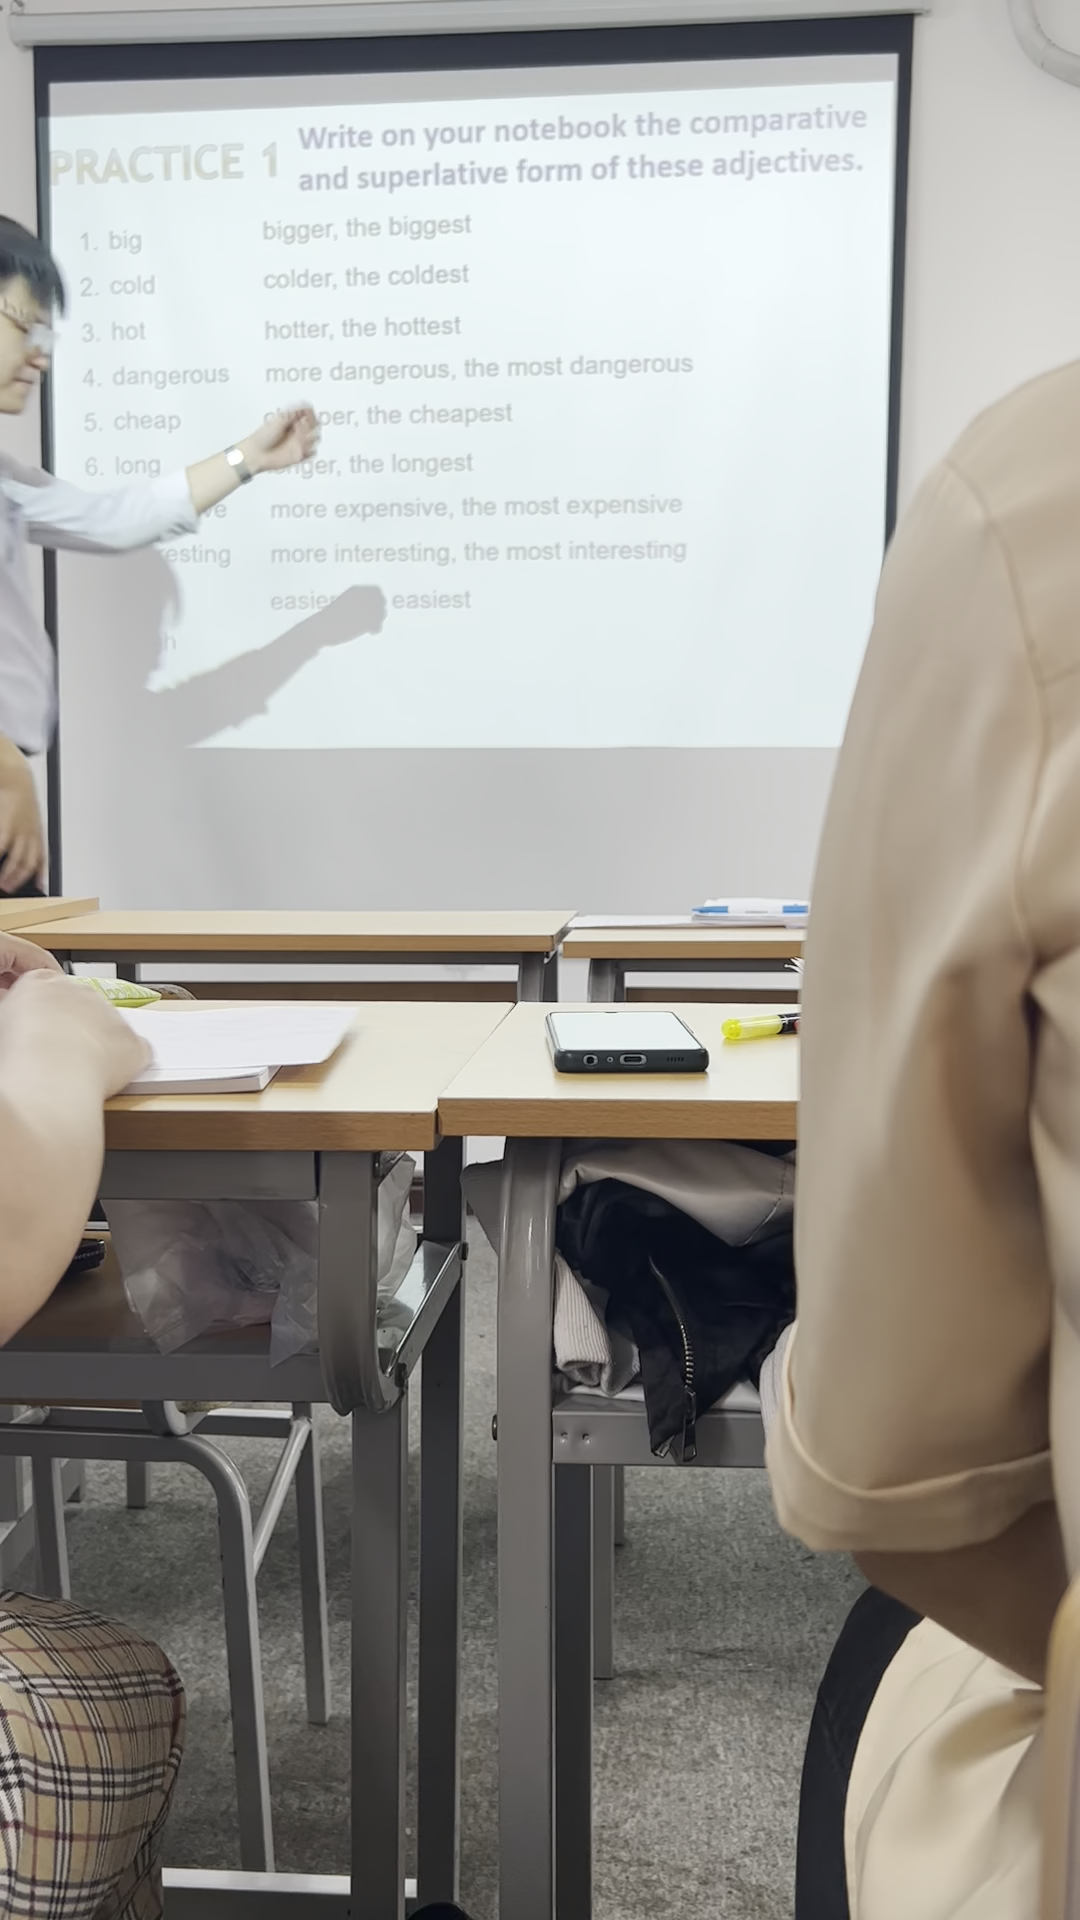 PRACTICE 1
Write on your notebook the comparative
and superlative form of these adjectives.
1. big bigger, the biggest
2. cold colder, the coldest
3. hot hotter, the hottest
4. dangerous more dangerous, the most dangerous
5. cheap the cheapest
6. long the longest
more expensive, the most expensive
more interesting, the most interesting
easiest